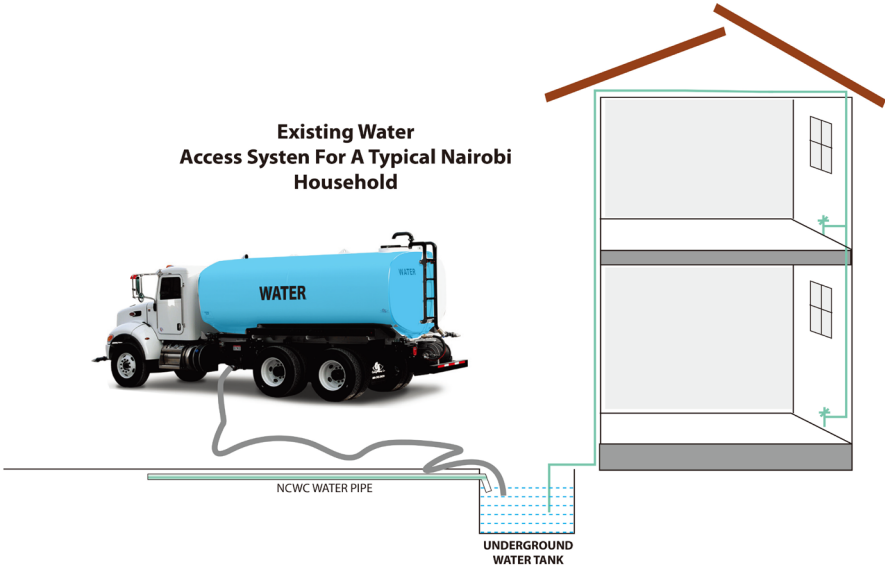 Existing Water
Access Systen For A Typical Nairobi
Household
WATER
WATER
NCWC WATER PIPE
UNDERGROUND
WATER TANK